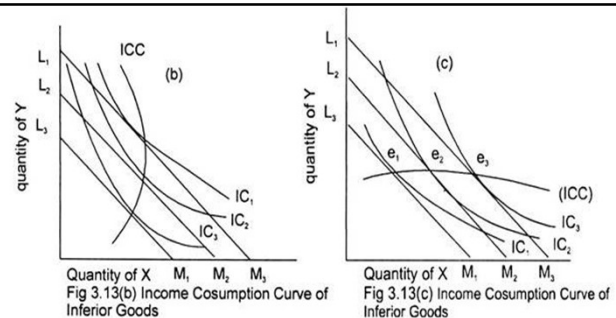 ICC
(b)
L₁
L₂
L₃
quantity of Y
IC₁
IC₂
IC₃
Quantity of X M₁ M₂ M₃
Fig 3.13(b) Income Cosumption Curve of
Inferior Goods
(c)
L₁
L₂
L₃
quantity of Y
e₁ e₂ e₃
(ICC)
IC₃
IC₁ IC₂
Quantity of X M₁ M₂ M₃
Fig 3.13(c) Income Cosumption Curve of
Inferior Goods